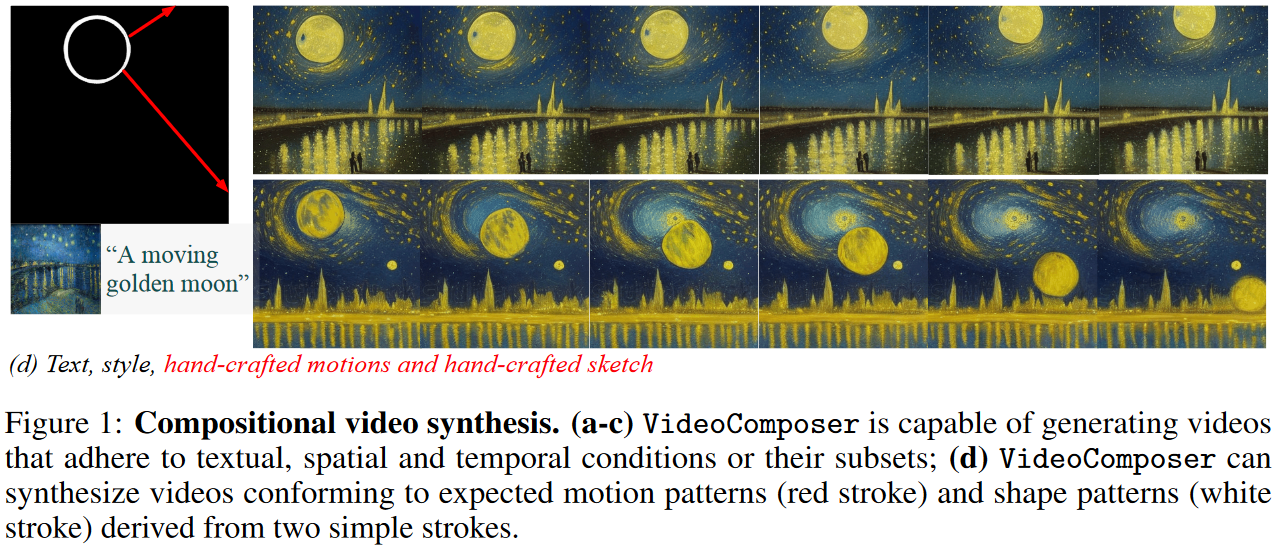 “A moving
golden moon”
(d) Text, style, hand-crafted motions and hand-crafted sketch
Figure 1: Compositional video synthesis. (a-c) VideoComposer is capable of generating videos
that adhere to textual, spatial and temporal conditions or their subsets; (d) VideoComposer can
synthesize videos conforming to expected motion patterns (red stroke) and shape patterns (white
stroke) derived from two simple strokes.